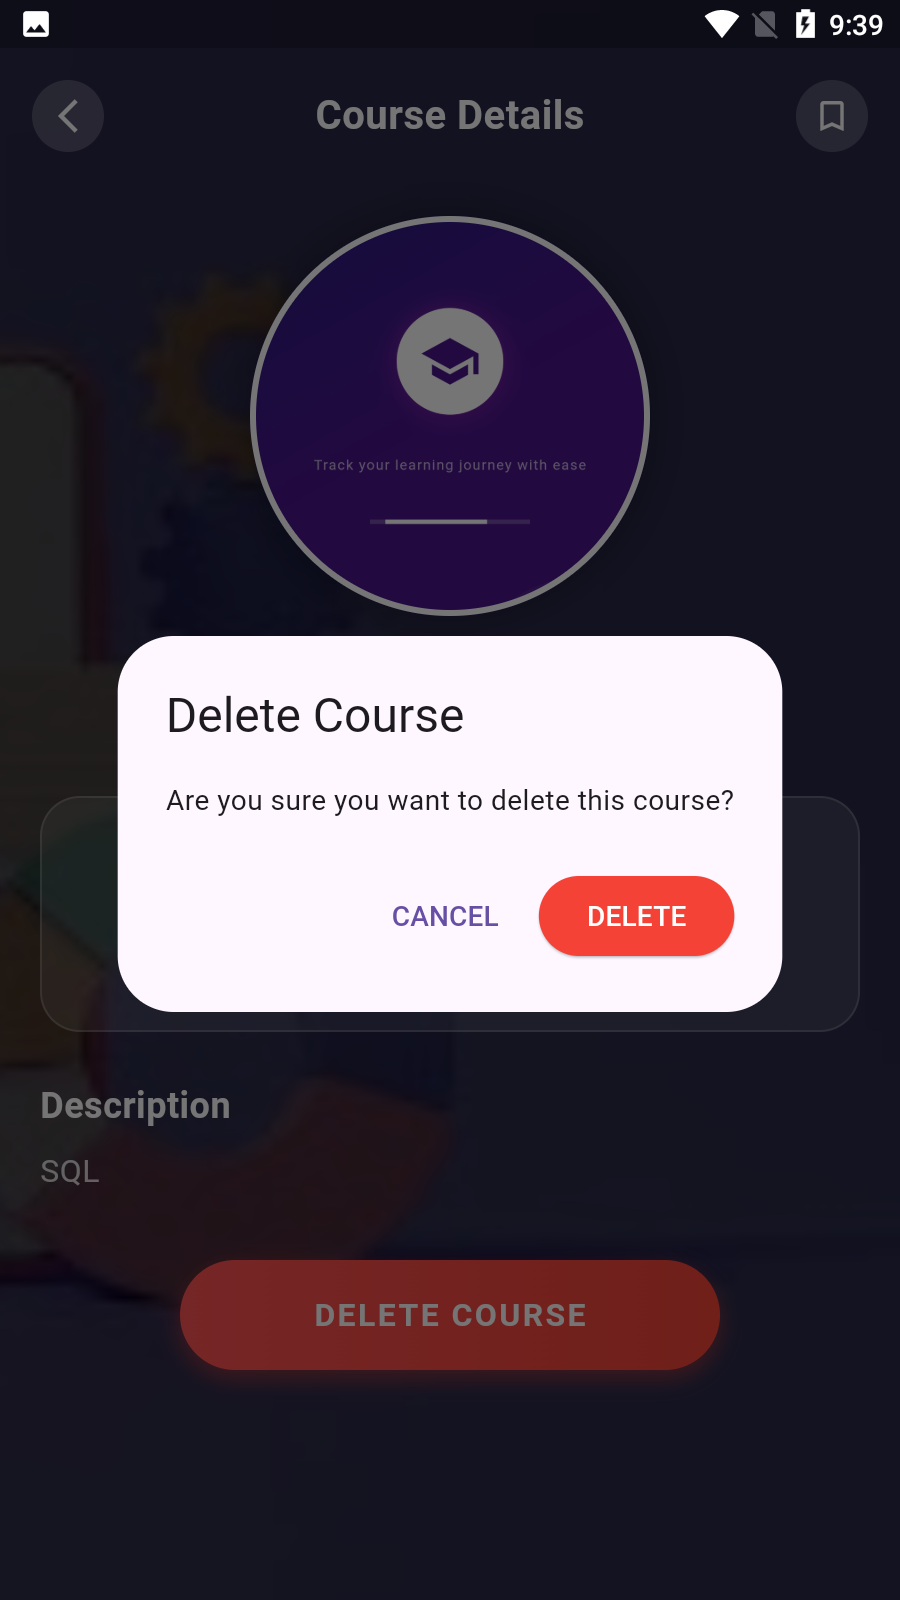 9:39
Course Details
Track your learning journey with ease
Delete Course
Are you sure you want to delete this course?
CANCEL DELETE
Description
SQL
DELETE COURSE